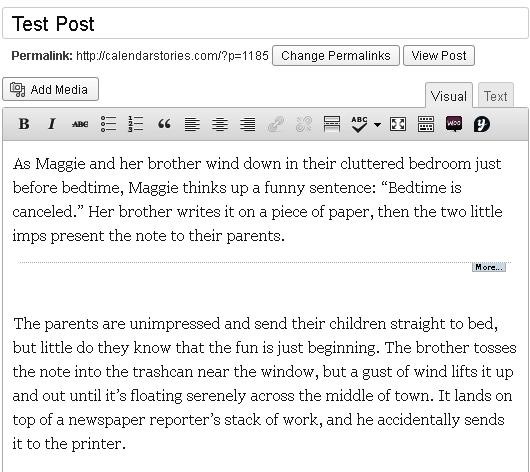 Test Post
Permalink: http://calendarstories.com/?p=1185 Change Permalinks View Post
Add Media
Visual Text
B I ABC 1 2 3 “ ABC WOO y
As Maggie and her brother wind down in their cluttered bedroom just
before bedtime, Maggie thinks up a funny sentence: “Bedtime is
canceled.” Her brother writes it on a piece of paper, then the two little
imps present the note to their parents.
More...
The parents are unimpressed and send their children straight to bed,
but little do they know that the fun is just beginning. The brother tosses
the note into the trashcan near the window, but a gust of wind lifts it up
and out until it’s floating serenely across the middle of town. It lands on
top of a newspaper reporter’s stack of work, and he accidentally sends
it to the printer.